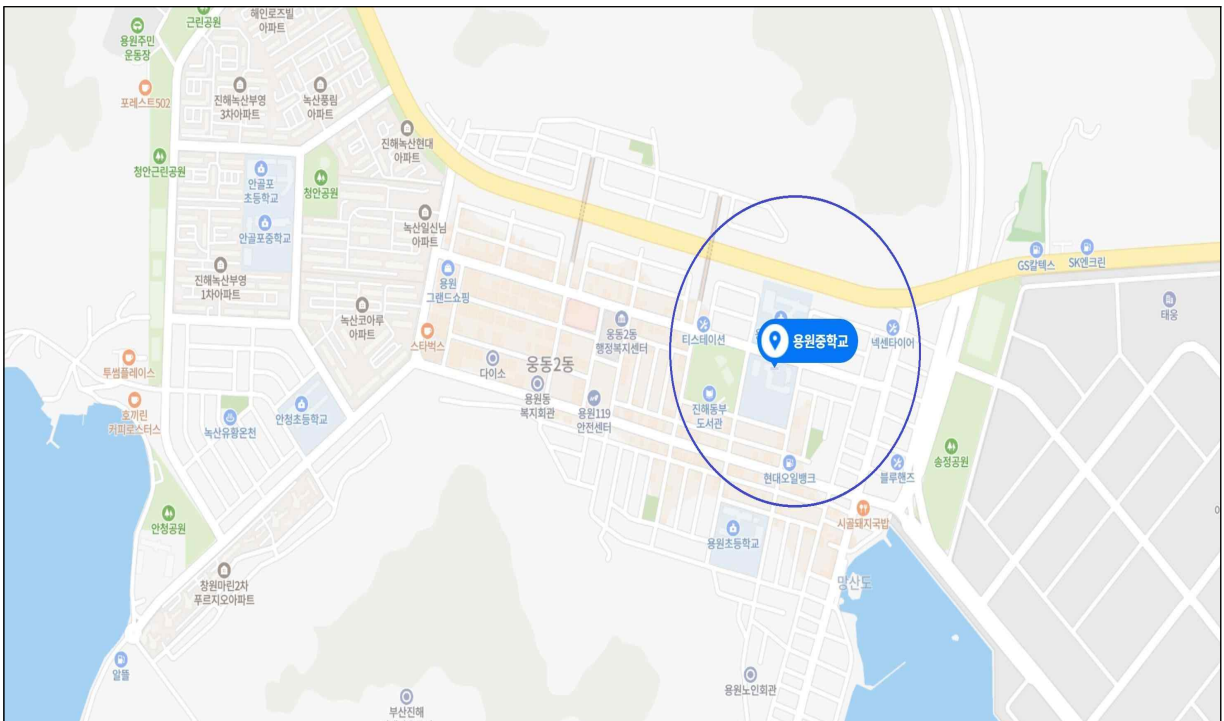 해인로즈빌
아파트
근린공원
용원주민
운동장
포레스트502
진해녹산부영
3차아파트
녹산풍림
아파트
진해녹산현대
아파트
청안근린공원
안골포
초등학교
청안공원
안골포중학교
녹산일신님
아파트
진해녹산부영
1차아파트
용원
그랜드쇼핑
녹산코아루
아파트
스타벅스
웅동2동
행정복지센터
티스테이션
용원중학교
넥센타이어
GS칼텍스
SK엔크린
태웅
투썸플레이스
호끼린
커피로스터스
녹산유황온천
안청초등학교
다이소
웅동2동
용원동
복지회관
용원119
안전센터
진해동부
도서관
현대오일뱅크
블루핸즈
송정공원
시골돼지국밥
안청공원
용원초등학교
창원마린2차
푸르지오아파트
망산도
알뜰
용원노인회관
부산진해